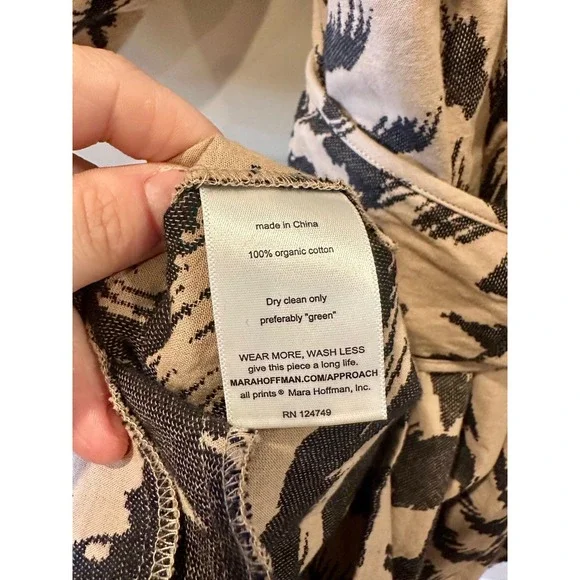 made in China
100% organic cotton
Dry clean only
preferably "green"
WEAR MORE, WASH LESS
give this piece a long life.
MARAHOFFMAN.COM/APPROACH
all prints® Mara Hoffman, Inc.
RN 124749